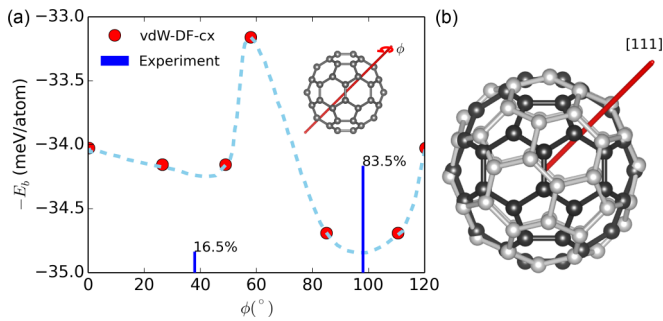 (a)
vdW-DF-cx
Experiment
ϕ
83.5%
16.5%
−33.0
−33.5
−34.0
−34.5
−35.0
−E_b (meV/atom)
0 20 40 60 80 100 120
ϕ(°)
(b)
[111]